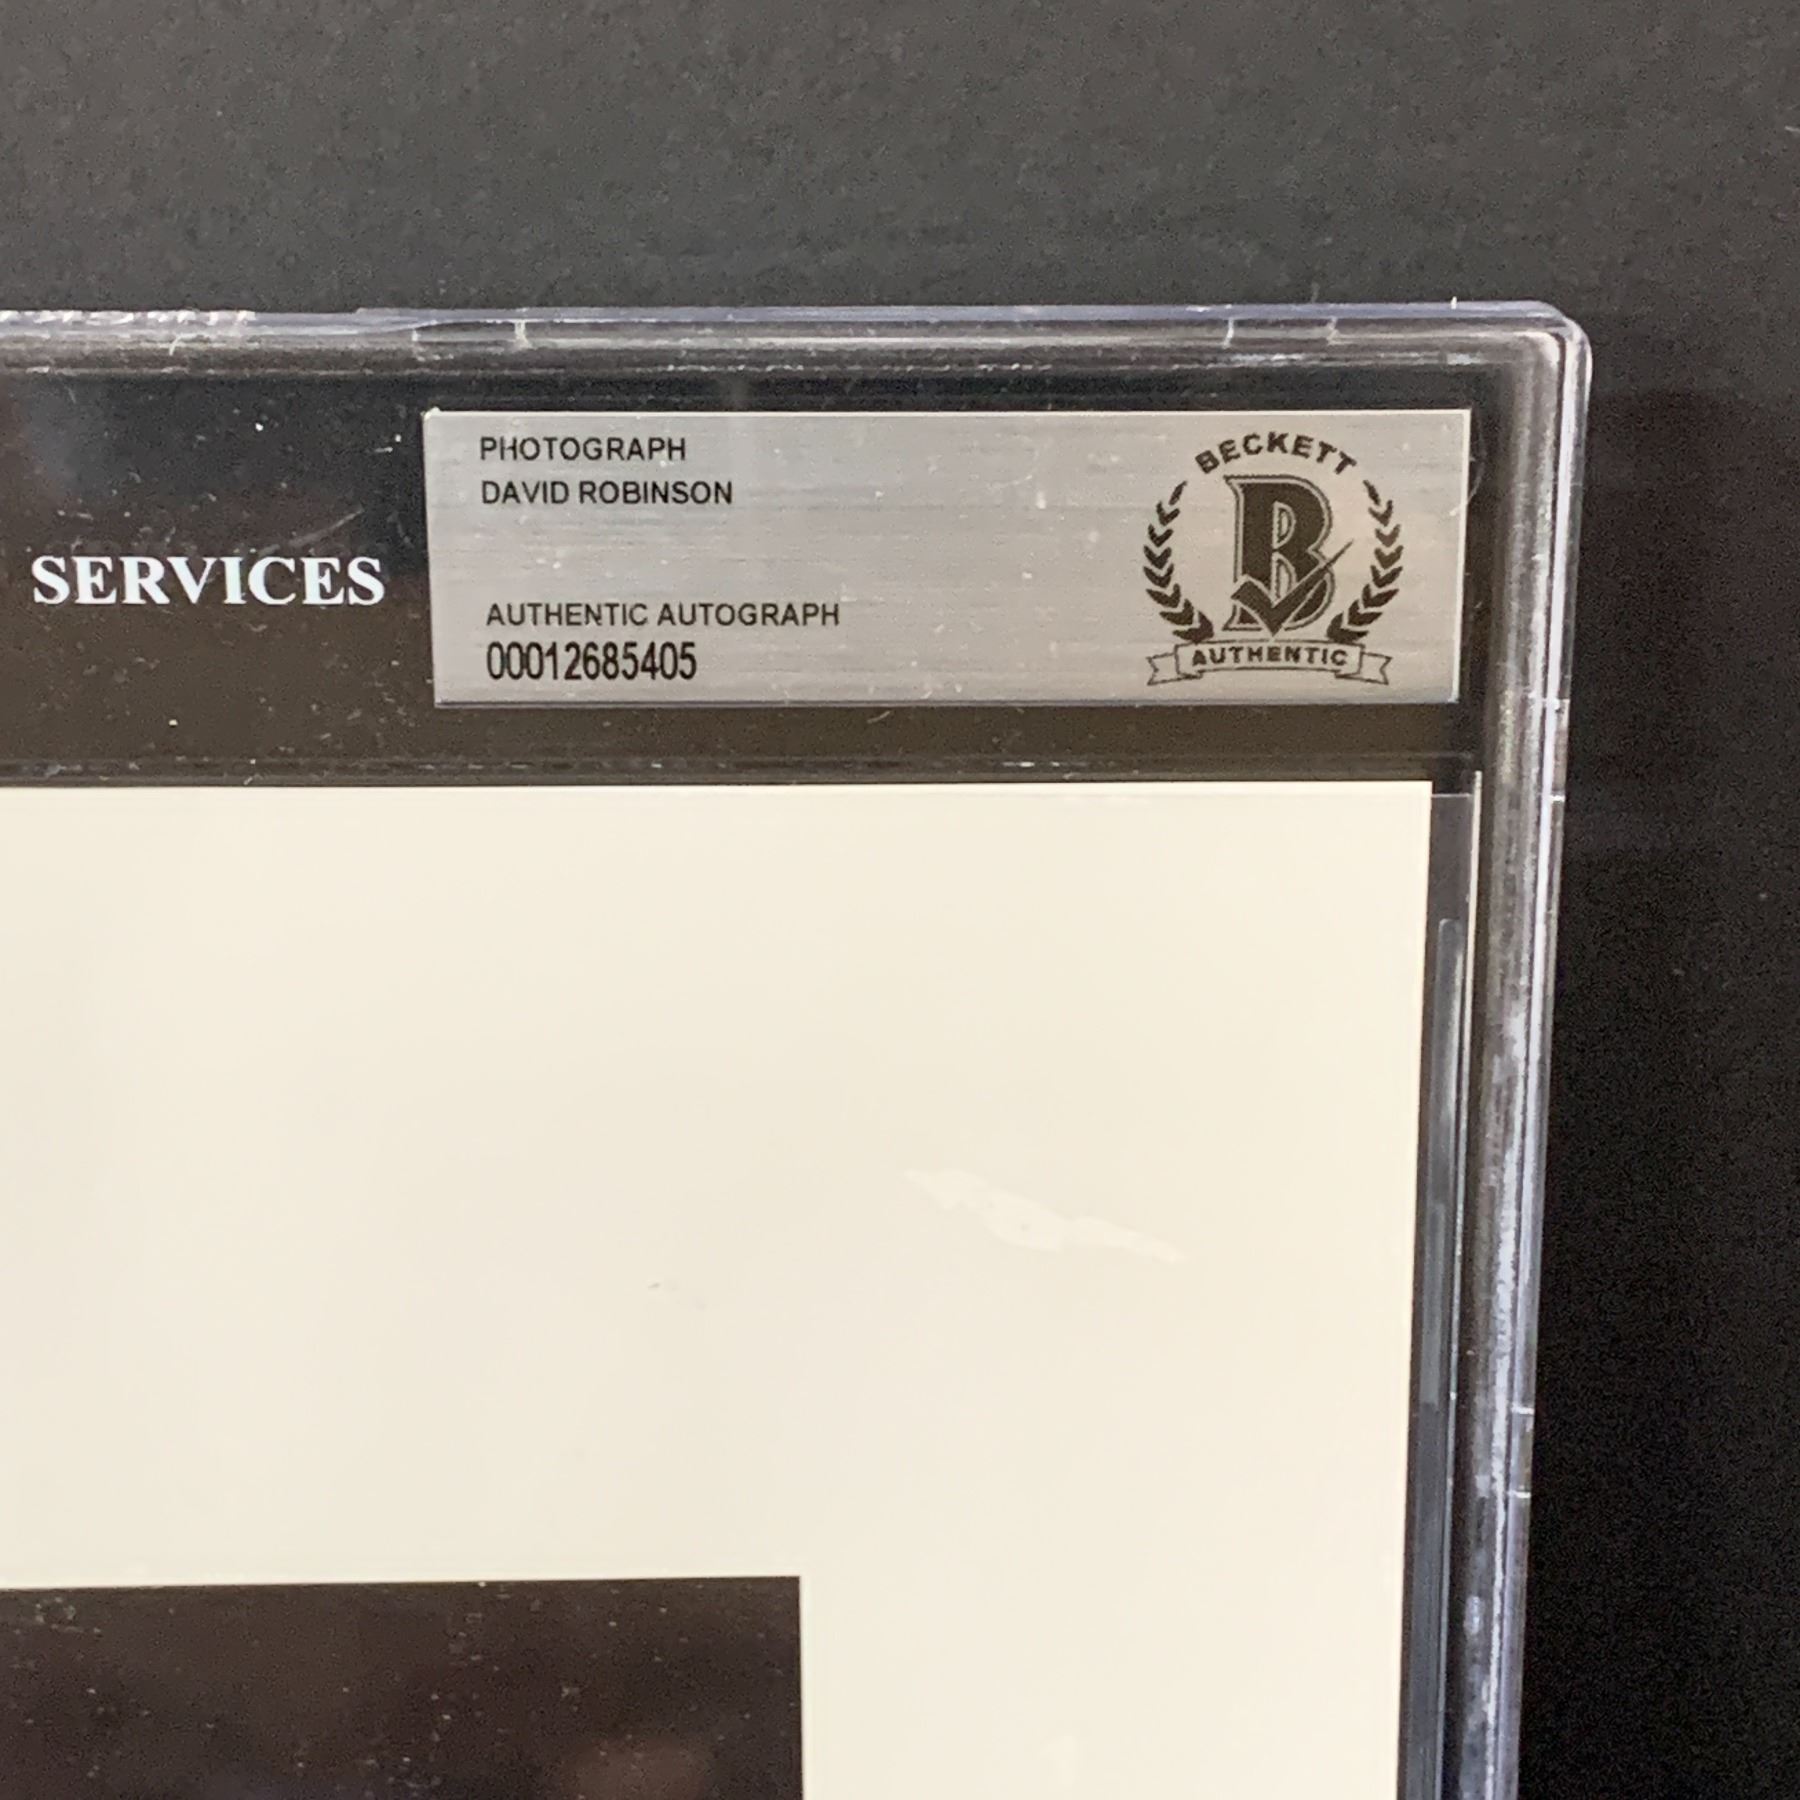 SERVICES
PHOTOGRAPH
DAVID ROBINSON
AUTHENTIC AUTOGRAPH
00012685405
BECKETT
B
AUTHENTIC